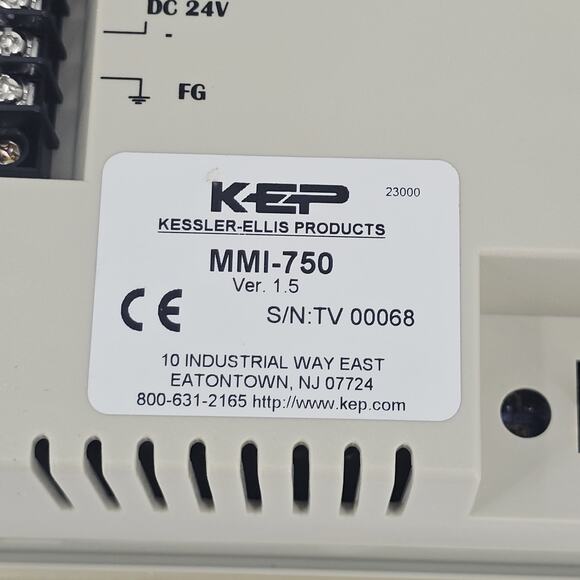 DC 24V
-
FG
KEP
23000
KESSLER-ELLIS PRODUCTS
MMI-750
Ver. 1.5
CE
S/N:TV 00068
10 INDUSTRIAL WAY EAST
EATONTOWN, NJ 07724
800-631-2165 http://www.kep.com